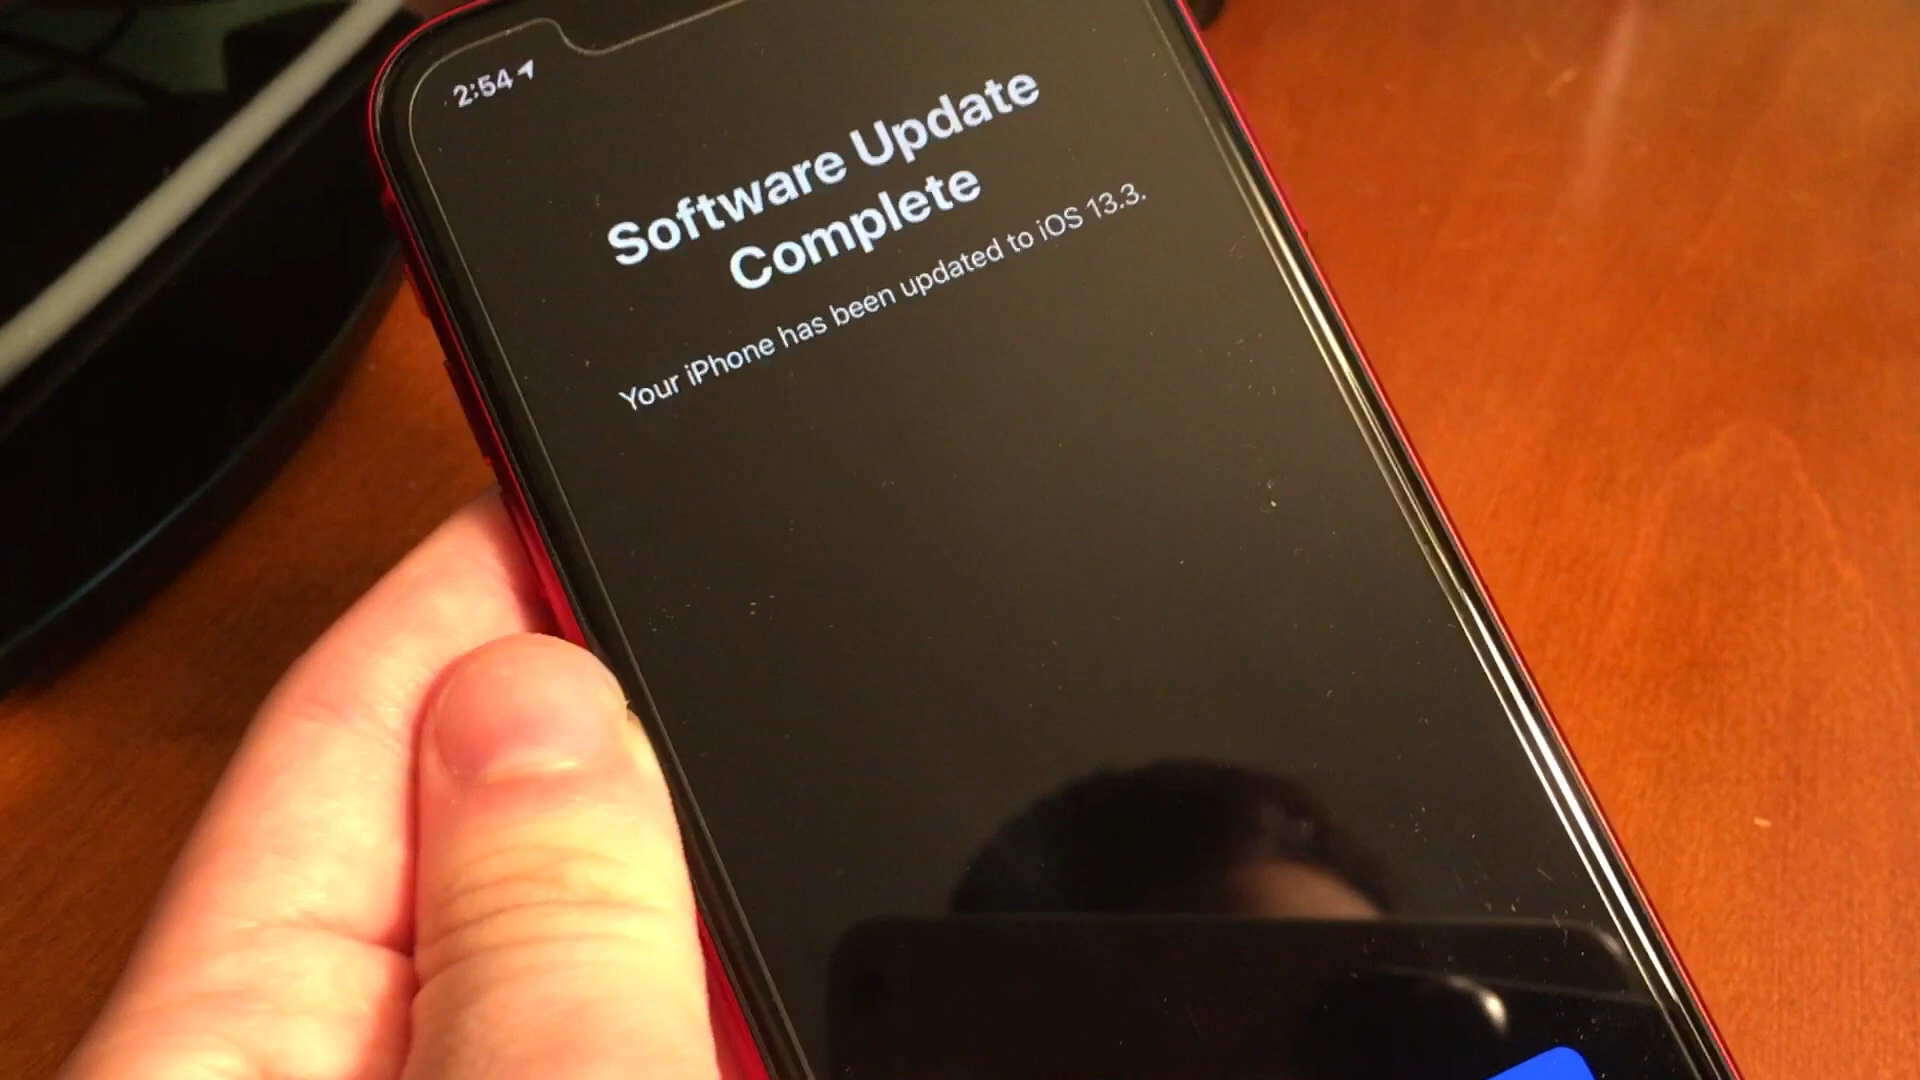 2:54
Software Update
Complete
Your iPhone has been updated to iOS 13.3.